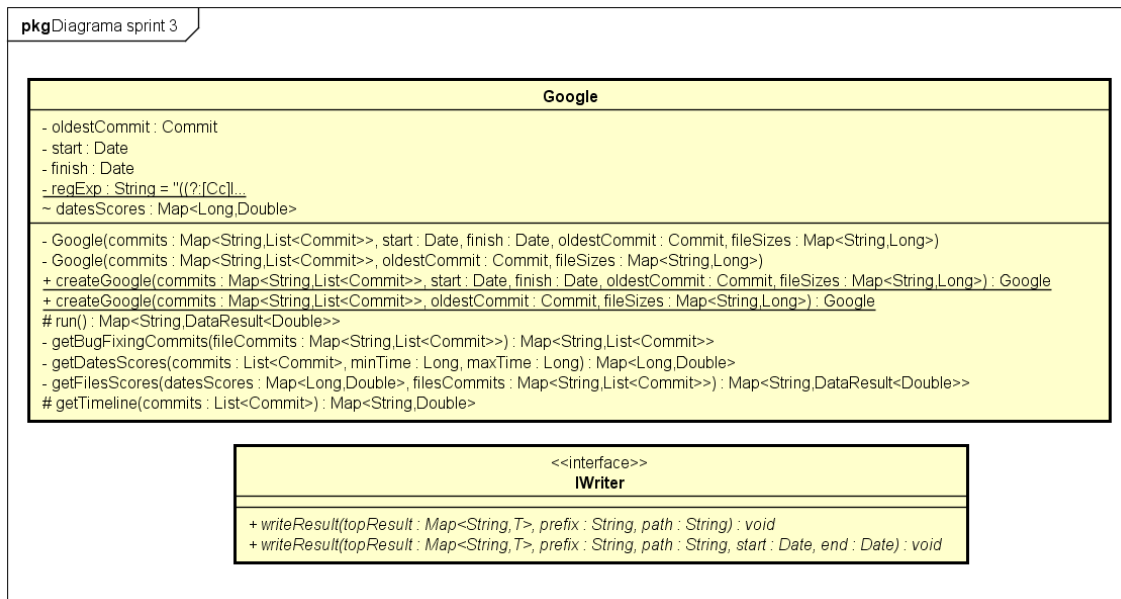 pkg Diagrama sprint 3
Google
- oldestCommit : Commit
- start : Date
- finish : Date
- regExp : String = "((?:[Cc]l...
~ datesScores : Map<Long,Double>
- Google(commits : Map<String,List<Commit>>, start : Date, finish : Date, oldestCommit : Commit, fileSizes : Map<String,Long>)
- Google(commits : Map<String,List<Commit>>, oldestCommit : Commit, fileSizes : Map<String,Long>)
+ createGoogle(commits : Map<String,List<Commit>>, start : Date, finish : Date, oldestCommit : Commit, fileSizes : Map<String,Long>) : Google
+ createGoogle(commits : Map<String,List<Commit>>, oldestCommit : Commit, fileSizes : Map<String,Long>) : Google
# run() : Map<String,DataResult<Double>>
- getBugFixingCommits(fileCommits : Map<String,List<Commit>>) : Map<String,List<Commit>>
- getDatesScores(commits : List<Commit>, minTime : Long, maxTime : Long) : Map<Long,Double>
- getFilesScores(datesScores : Map<Long,Double>, filesCommits : Map<String,List<Commit>>) : Map<String,DataResult<Double>>
# getTimeline(commits : List<Commit>) : Map<String,Double>
<<interface>>
IWriter
+ writeResult(topResult : Map<String,T>, prefix : String, path : String) : void
+ writeResult(topResult : Map<String,T>, prefix : String, path : String, start : Date, end : Date) : void